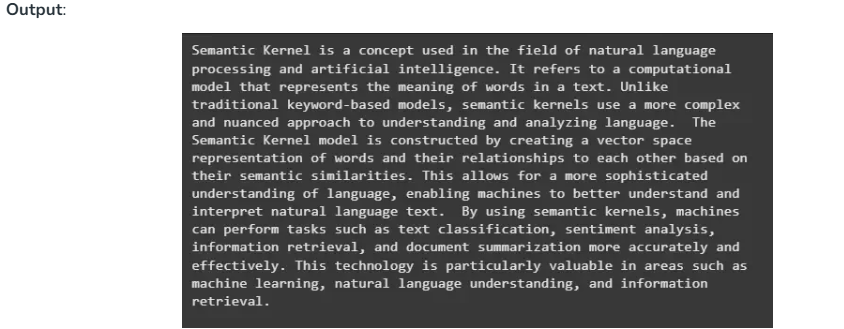 Output:
Semantic Kernel is a concept used in the field of natural language
processing and artificial intelligence. It refers to a computational
model that represents the meaning of words in a text. Unlike
traditional keyword-based models, semantic kernels use a more complex
and nuanced approach to understanding and analyzing language.  The
Semantic Kernel model is constructed by creating a vector space
representation of words and their relationships to each other based on
their semantic similarities. This allows for a more sophisticated
understanding of language, enabling machines to better understand and
interpret natural language text.  By using semantic kernels, machines
can perform tasks such as text classification, sentiment analysis,
information retrieval, and document summarization more accurately and
effectively. This technology is particularly valuable in areas such as
machine learning, natural language understanding, and information
retrieval.